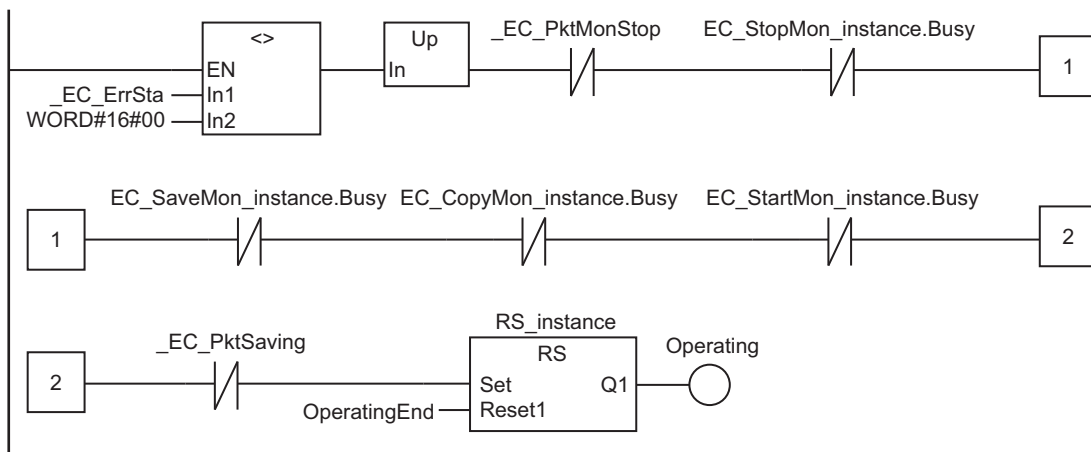 <>
Up
_EC_PktMonStop
EC_StopMon_instance.Busy
EN
In
1
_EC_ErrSta
In1
WORD#16#00
In2
EC_SaveMon_instance.Busy
EC_CopyMon_instance.Busy
EC_StartMon_instance.Busy
1
2
RS_instance
_EC_PktSaving
RS
Operating
2
Set
Q1
OperatingEnd
Reset1